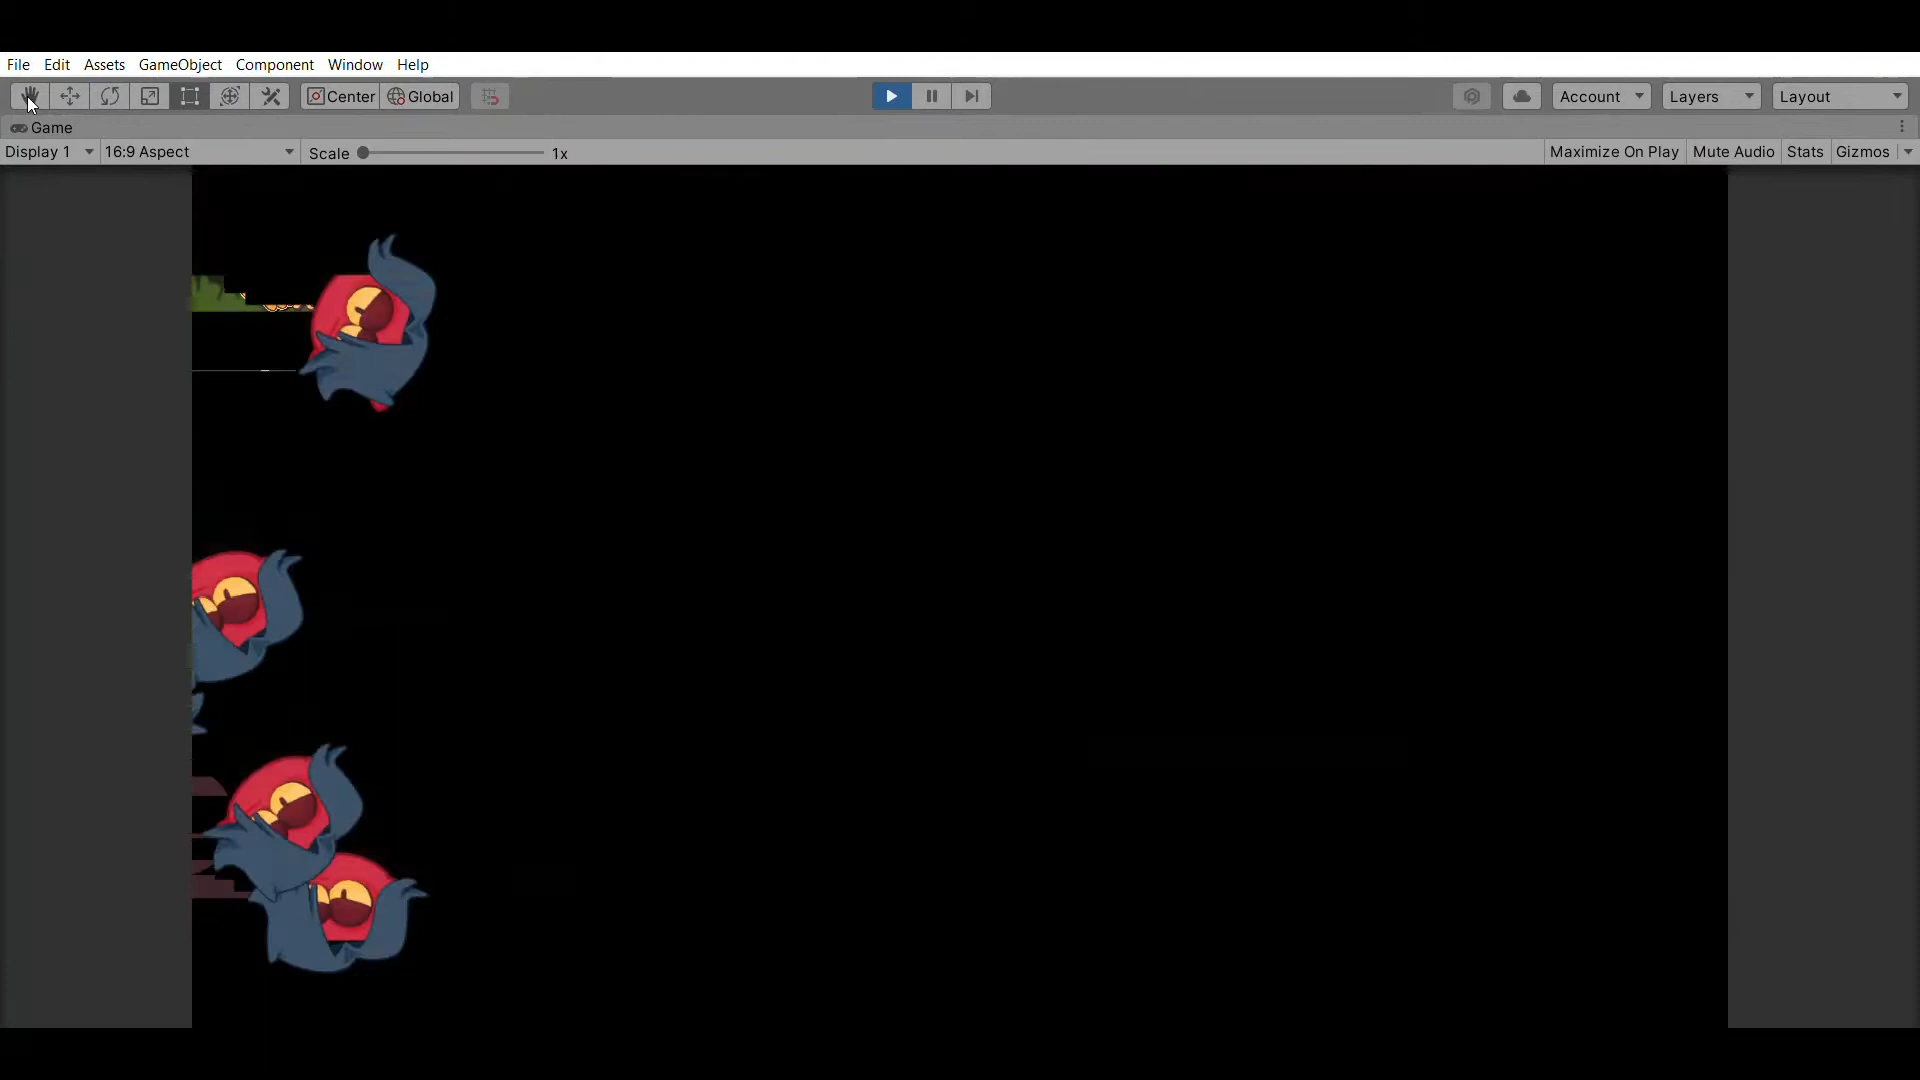 File Edit Assets GameObject Component Window Help
Center Global Account Layers Layout
Game
Display 1 16:9 Aspect Scale 1x Maximize On Play Mute Audio Stats Gizmos